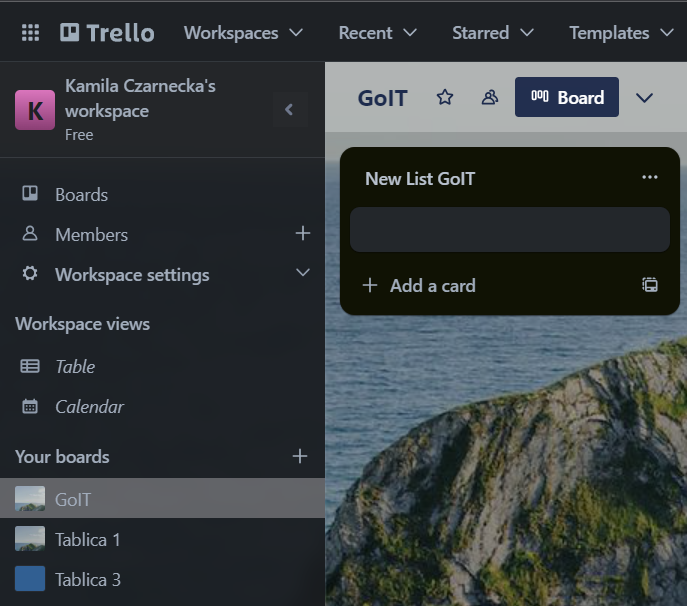 Trello Workspaces Recent Starred Templates
K
Kamila Czarnecka's
workspace
Free
Boards
Members
Workspace settings
Workspace views
Table
Calendar
Your boards
GoIT
Tablica 1
Tablica 3
GoIT Board
New List GoIT
Add a card